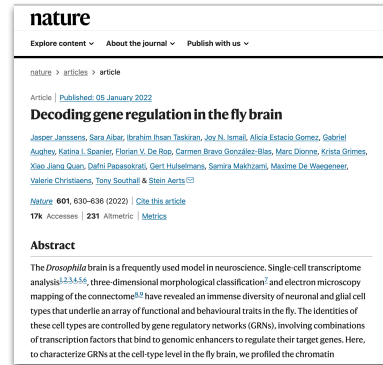 nature
Explore content About the journal Publish with us
nature > articles > article
Article | Published: 05 January 2022
Decoding gene regulation in the fly brain
Jasper Janssens, Sara Aibar, Ibrahim Ihsan Taskiran, Joy N. Ismail, Alicia Estacio Gomez, Gabriel
Aughey, Katina I. Spanier, Florian V. De Rop, Carmen Bravo González-Blas, Marc Dionne, Krista Grimes,
Xiao Jiang Quan, Dafni Papasokrati, Gert Hulselmans, Samira Makhzami, Maxime De Waegeneer,
Valerie Christiaens, Tony Southall & Stein Aerts
Nature 601, 630–636 (2022) | Cite this article
17k Accesses | 231 Altmetric | Metrics
Abstract
The Drosophila brain is a frequently used model in neuroscience. Single-cell transcriptome
analysis1,2,3,4,5,6, three-dimensional morphological classification7 and electron microscopy
mapping of the connectome8,9 have revealed an immense diversity of neuronal and glial cell
types that underlie an array of functional and behavioural traits in the fly. The identities of
these cell types are controlled by gene regulatory networks (GRNs), involving combinations
of transcription factors that bind to genomic enhancers to regulate their target genes. Here,
to characterize GRNs at the cell-type level in the fly brain, we profiled the chromatin